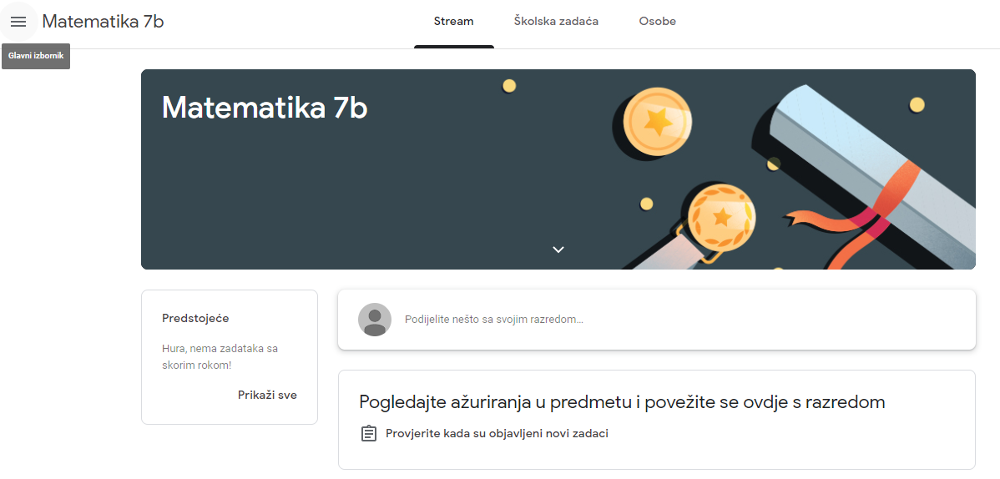 Matematika 7b
Stream
Školska zadaća
Osobe
Glavni izbornik
Matematika 7b
Predstojeće
Hura, nema zadataka sa
skorim rokom!
Prikaži sve
Podijelite nešto sa svojim razredom...
Pogledajte ažuriranja u predmetu i povežite se ovdje s razredom
Provjerite kada su objavljeni novi zadaci